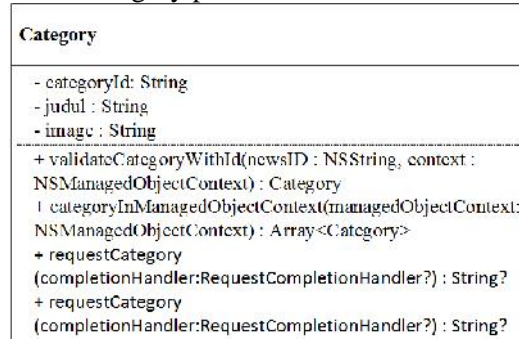 Category
- categoryId: String
- judul : String
- image : String
+ validateCategoryWithId(newsID : NSString, context :
NSManagedObjectContext) : Category
+ categoryInManagedObjectContext(managedObjectContext:
NSManagedObjectContext) : Array<Category>
+ requestCategory
(completionHandler:RequestCompletionHandler?) : String?
+ requestCategory
(completionHandler:RequestCompletionHandler?) : String?